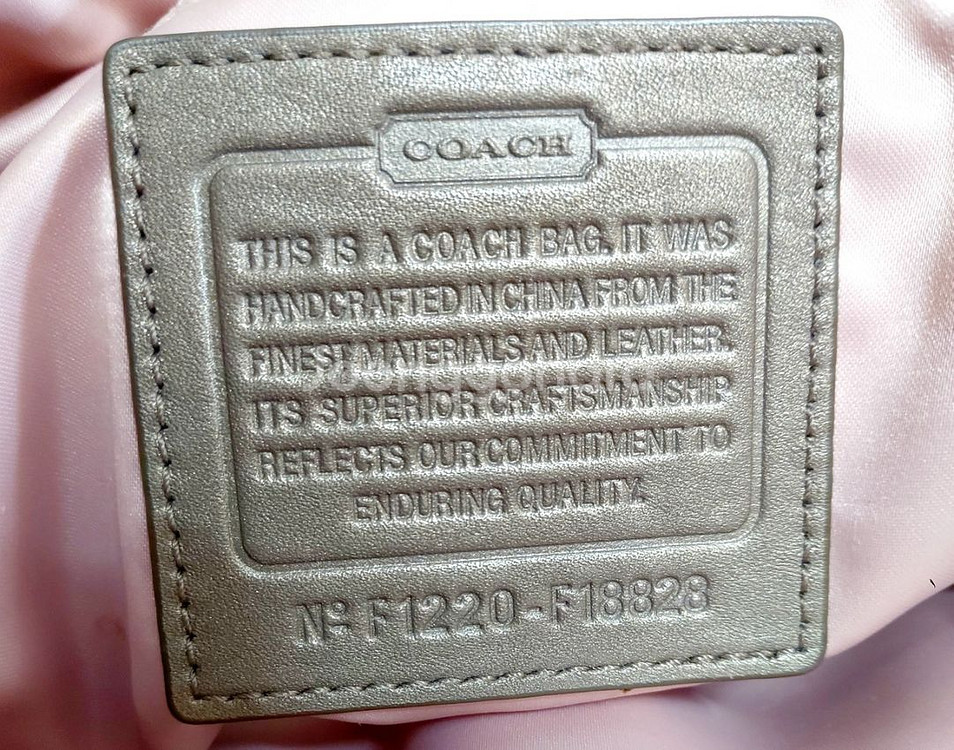 COACH
THIS IS A COACH BAG. IT WAS
HANDCRAFTED IN CHINA FROM THE
FINEST MATERIALS AND LEATHER.
ITS SUPERIOR CRAFTSMANSHIP
REFLECTS OUR COMMITMENT TO
ENDURING QUALITY.
Nº F1220-F18828